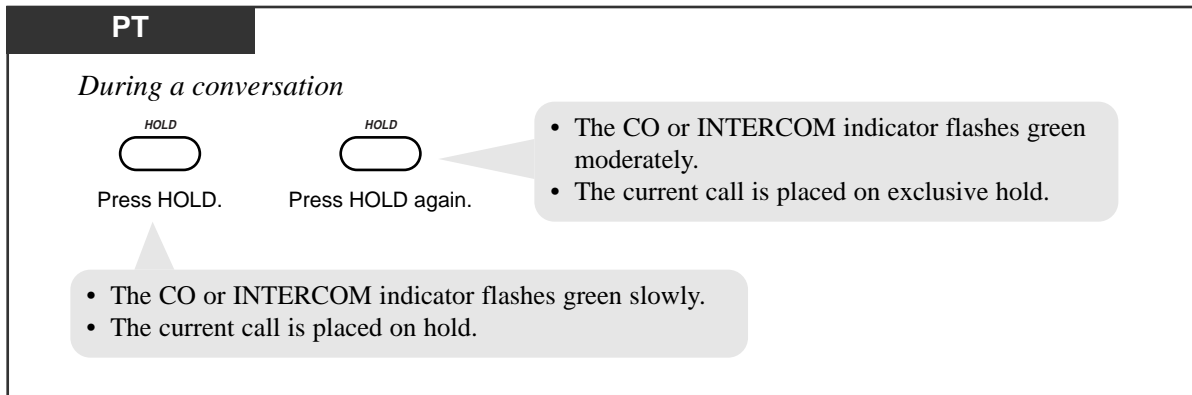 PT
During a conversation
HOLD
Press HOLD.
HOLD
Press HOLD again.
• The CO or INTERCOM indicator flashes green
moderately.
• The current call is placed on exclusive hold.
• The CO or INTERCOM indicator flashes green slowly.
• The current call is placed on hold.